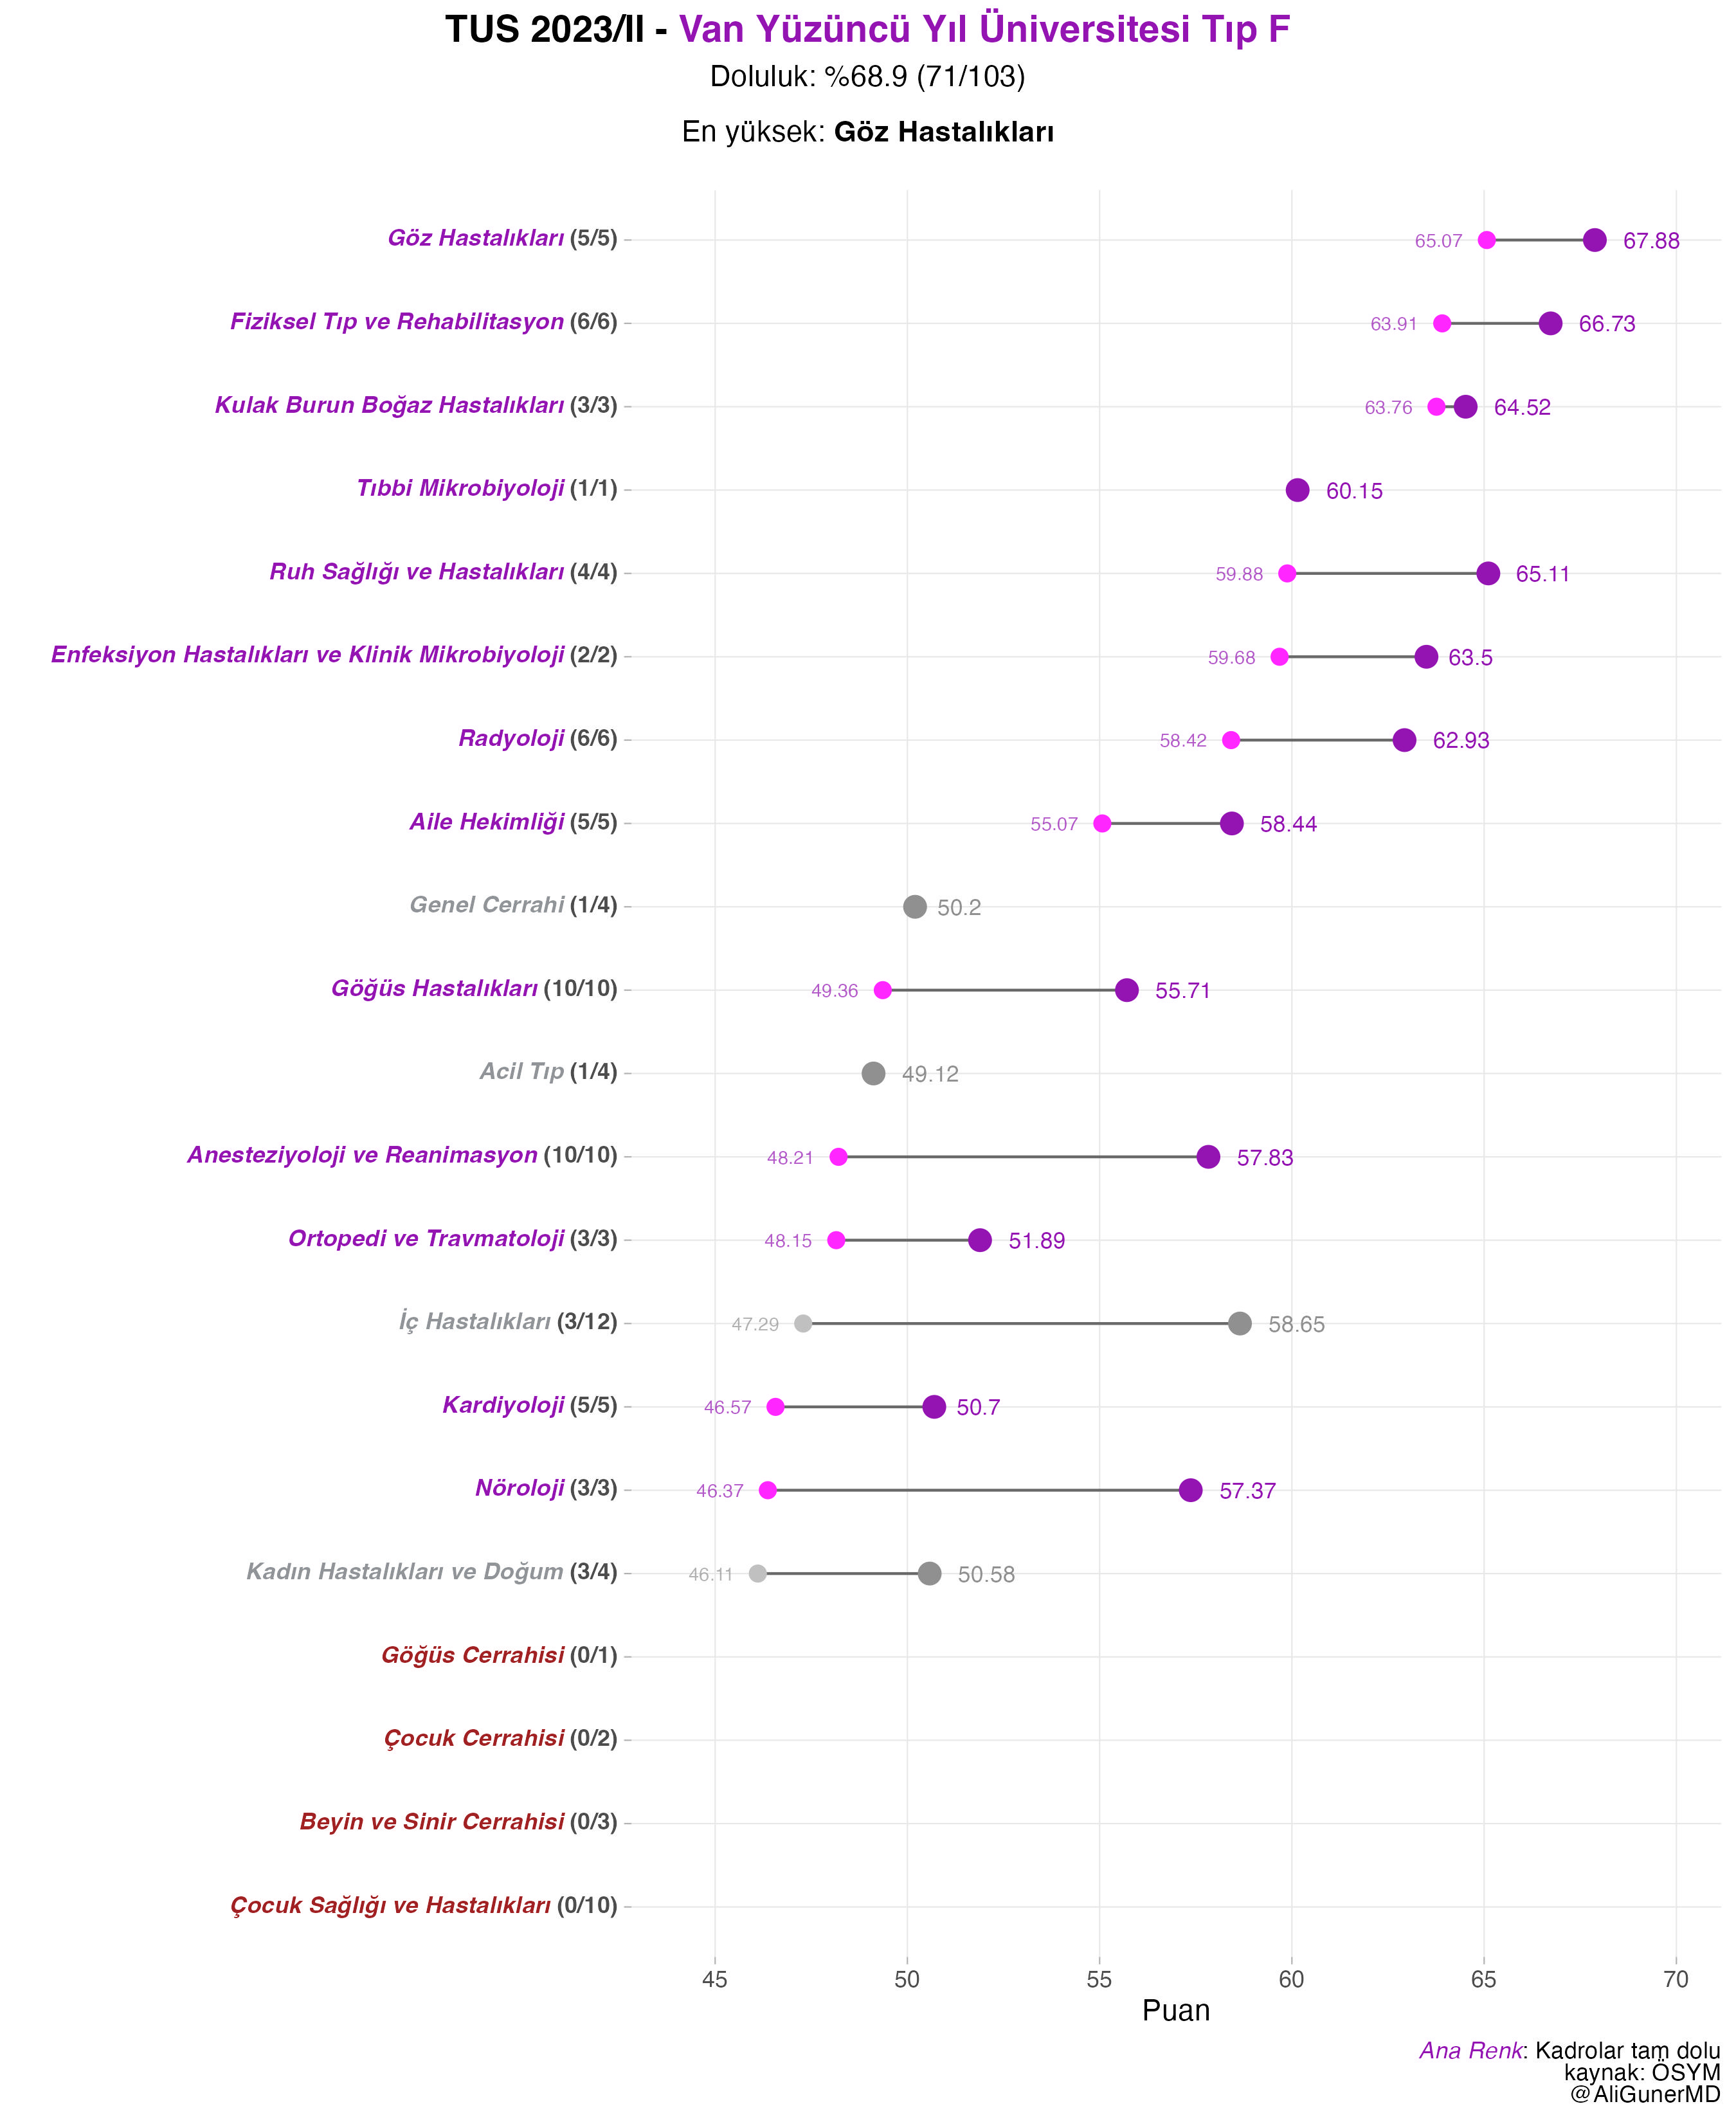 TUS 2023/II - Van Yüzüncü Yıl Üniversitesi Tıp F
Doluluk: %68.9 (71/103)
En yüksek: Göz Hastalıkları
Göz Hastalıkları (5/5) 65.07 67.88
Fiziksel Tıp ve Rehabilitasyon (6/6) 63.91 66.73
Kulak Burun Boğaz Hastalıkları (3/3) 63.76 64.52
Tıbbi Mikrobiyoloji (1/1) 60.15
Ruh Sağlığı ve Hastalıkları (4/4) 59.88 65.11
Enfeksiyon Hastalıkları ve Klinik Mikrobiyoloji (2/2) 59.68 63.5
Radyoloji (6/6) 58.42 62.93
Aile Hekimliği (5/5) 55.07 58.44
Genel Cerrahi (1/4) 50.2
Göğüs Hastalıkları (10/10) 49.36 55.71
Acil Tıp (1/4) 49.12
Anesteziyoloji ve Reanimasyon (10/10) 48.21 57.83
Ortopedi ve Travmatoloji (3/3) 48.15 51.89
İç Hastalıkları (3/12) 47.29 58.65
Kardiyoloji (5/5) 46.57 50.7
Nöroloji (3/3) 46.37 57.37
Kadın Hastalıkları ve Doğum (3/4) 46.11 50.58
Göğüs Cerrahisi (0/1)
Çocuk Cerrahisi (0/2)
Beyin ve Sinir Cerrahisi (0/3)
Çocuk Sağlığı ve Hastalıkları (0/10)
45 50 55 60 65 70
Puan
Ana Renk: Kadrolar tam dolu
kaynak: ÖSYM
@AliGunerMD